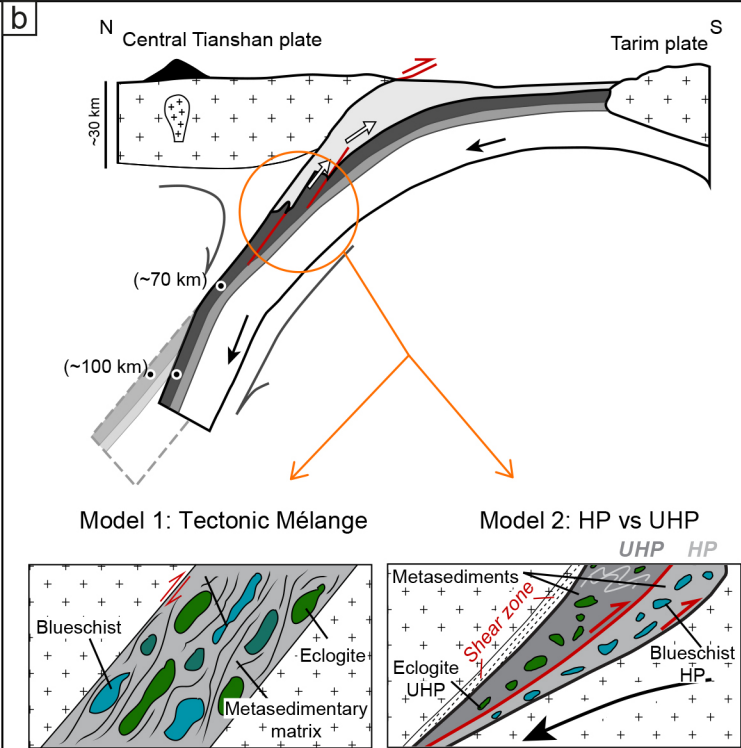 b
N
S
Central Tianshan plate
Tarim plate
~30 km
(~70 km)
(~100 km)
Model 1: Tectonic Mélange
Model 2: HP vs UHP
UHP HP
Metasediments
Shear zone
Blueschist
Eclogite
Metasedimentary
matrix
Eclogite
UHP
Blueschist
HP